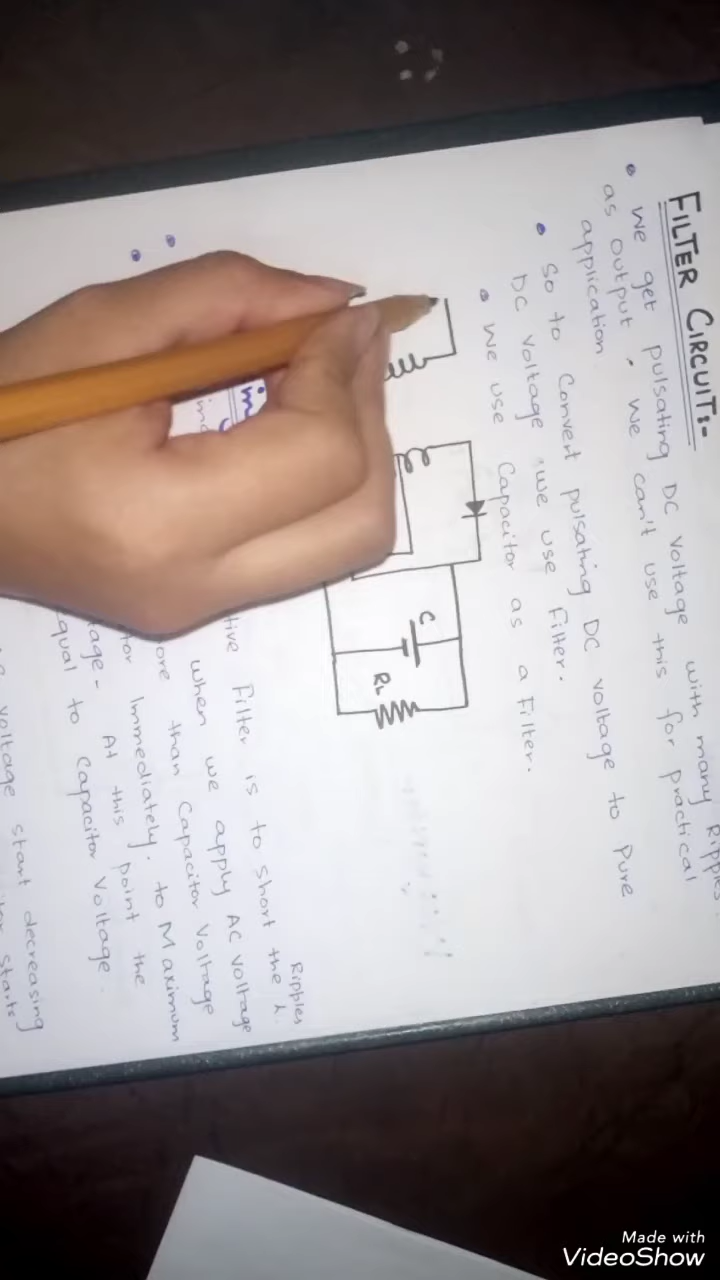 FILTER CIRCUIT:-
• We get pulsating DC voltage with many Ripples
as output. We can't use this for practical
application
• So to Convert pulsating DC voltage to Pure
DC voltage we use Filter.
• We use Capacitor as a Filter.
C
RL
Filter is to short the Ripples
When we apply AC voltage
than Capacitor Voltage
Immediately. to Maximum
At this point the
equal to Capacitor Voltage.
voltage start decreasing
starts
Made with
VideoShow